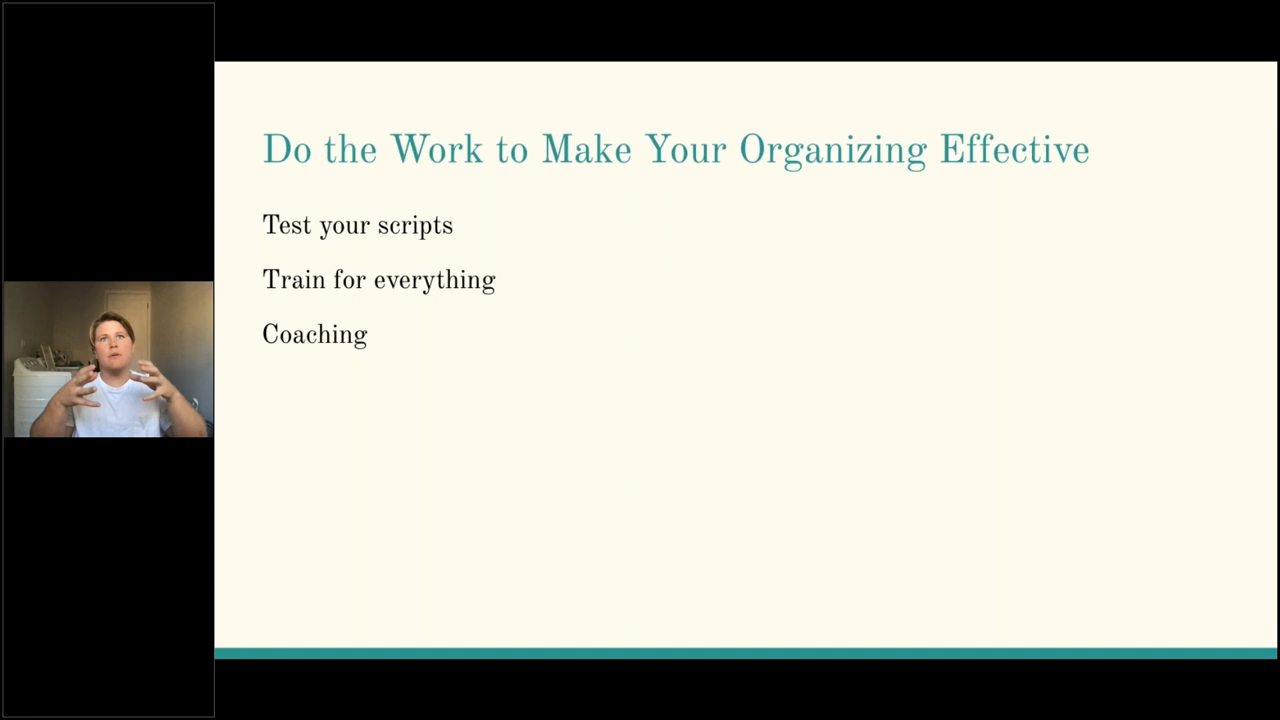 Do the Work to Make Your Organizing Effective
Test your scripts
Train for everything
Coaching